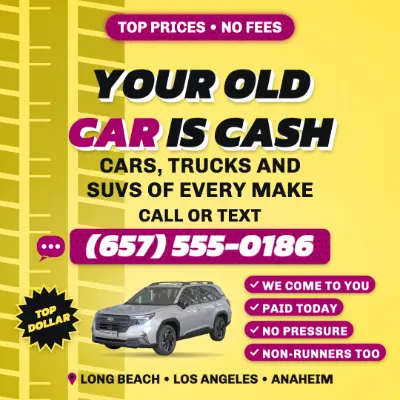 TOP PRICES • NO FEES
YOUR OLD
CAR IS CASH
CARS, TRUCKS AND
SUVS OF EVERY MAKE
CALL OR TEXT
(657) 555-0186
WE COME TO YOU
PAID TODAY
NO PRESSURE
NON-RUNNERS TOO
TOP
DOLLAR
LONG BEACH • LOS ANGELES • ANAHEIM